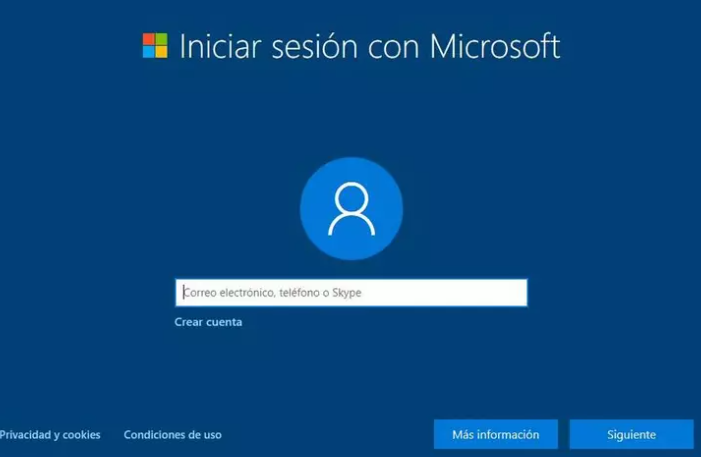 Iniciar sesión con Microsoft
Correo electrónico, teléfono o Skype
Crear cuenta
Privacidad y cookies
Condiciones de uso
Más información
Siguiente